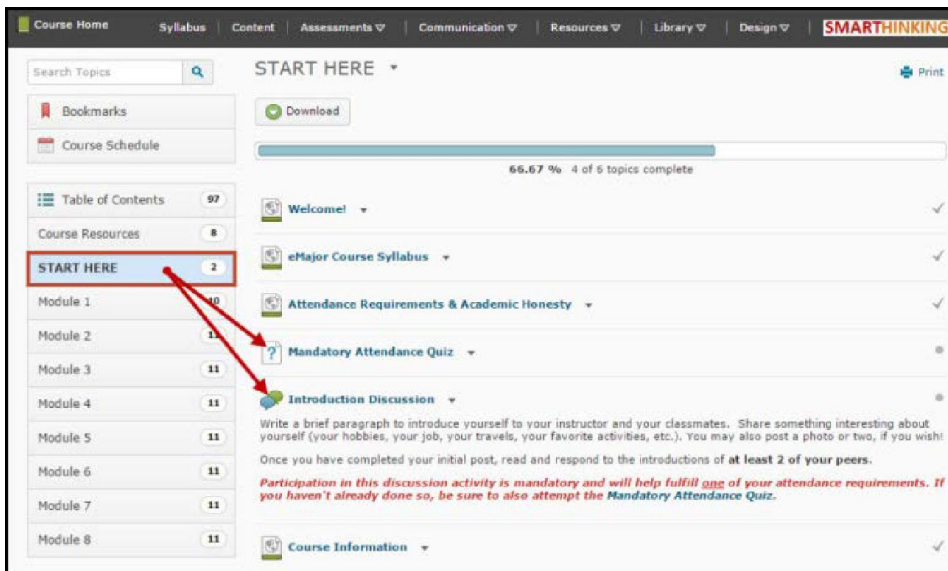 Course Home
Syllabus
Content
Assessments
Communication
Resources
Library
Design
SMARTHINKING
Search Topics
Bookmarks
Course Schedule
Table of Contents 97
Course Resources 8
START HERE 2
Module 1 10
Module 2 11
Module 3 11
Module 4 11
Module 5 11
Module 6 11
Module 7 11
Module 8 11
START HERE
Print
Download
66.67 % 4 of 6 topics complete
Welcome!
eMajor Course Syllabus
Attendance Requirements & Academic Honesty
Mandatory Attendance Quiz
Introduction Discussion
Write a brief paragraph to introduce yourself to your instructor and your classmates. Share something interesting about
yourself (your hobbies, your job, your travels, your favorite activities, etc.). You may also post a photo or two, if you wish!
Once you have completed your initial post, read and respond to the introductions of at least 2 of your peers.
Participation in this discussion activity is mandatory and will help fulfill one of your attendance requirements. If
you haven't already done so, be sure to also attempt the Mandatory Attendance Quiz.
Course Information